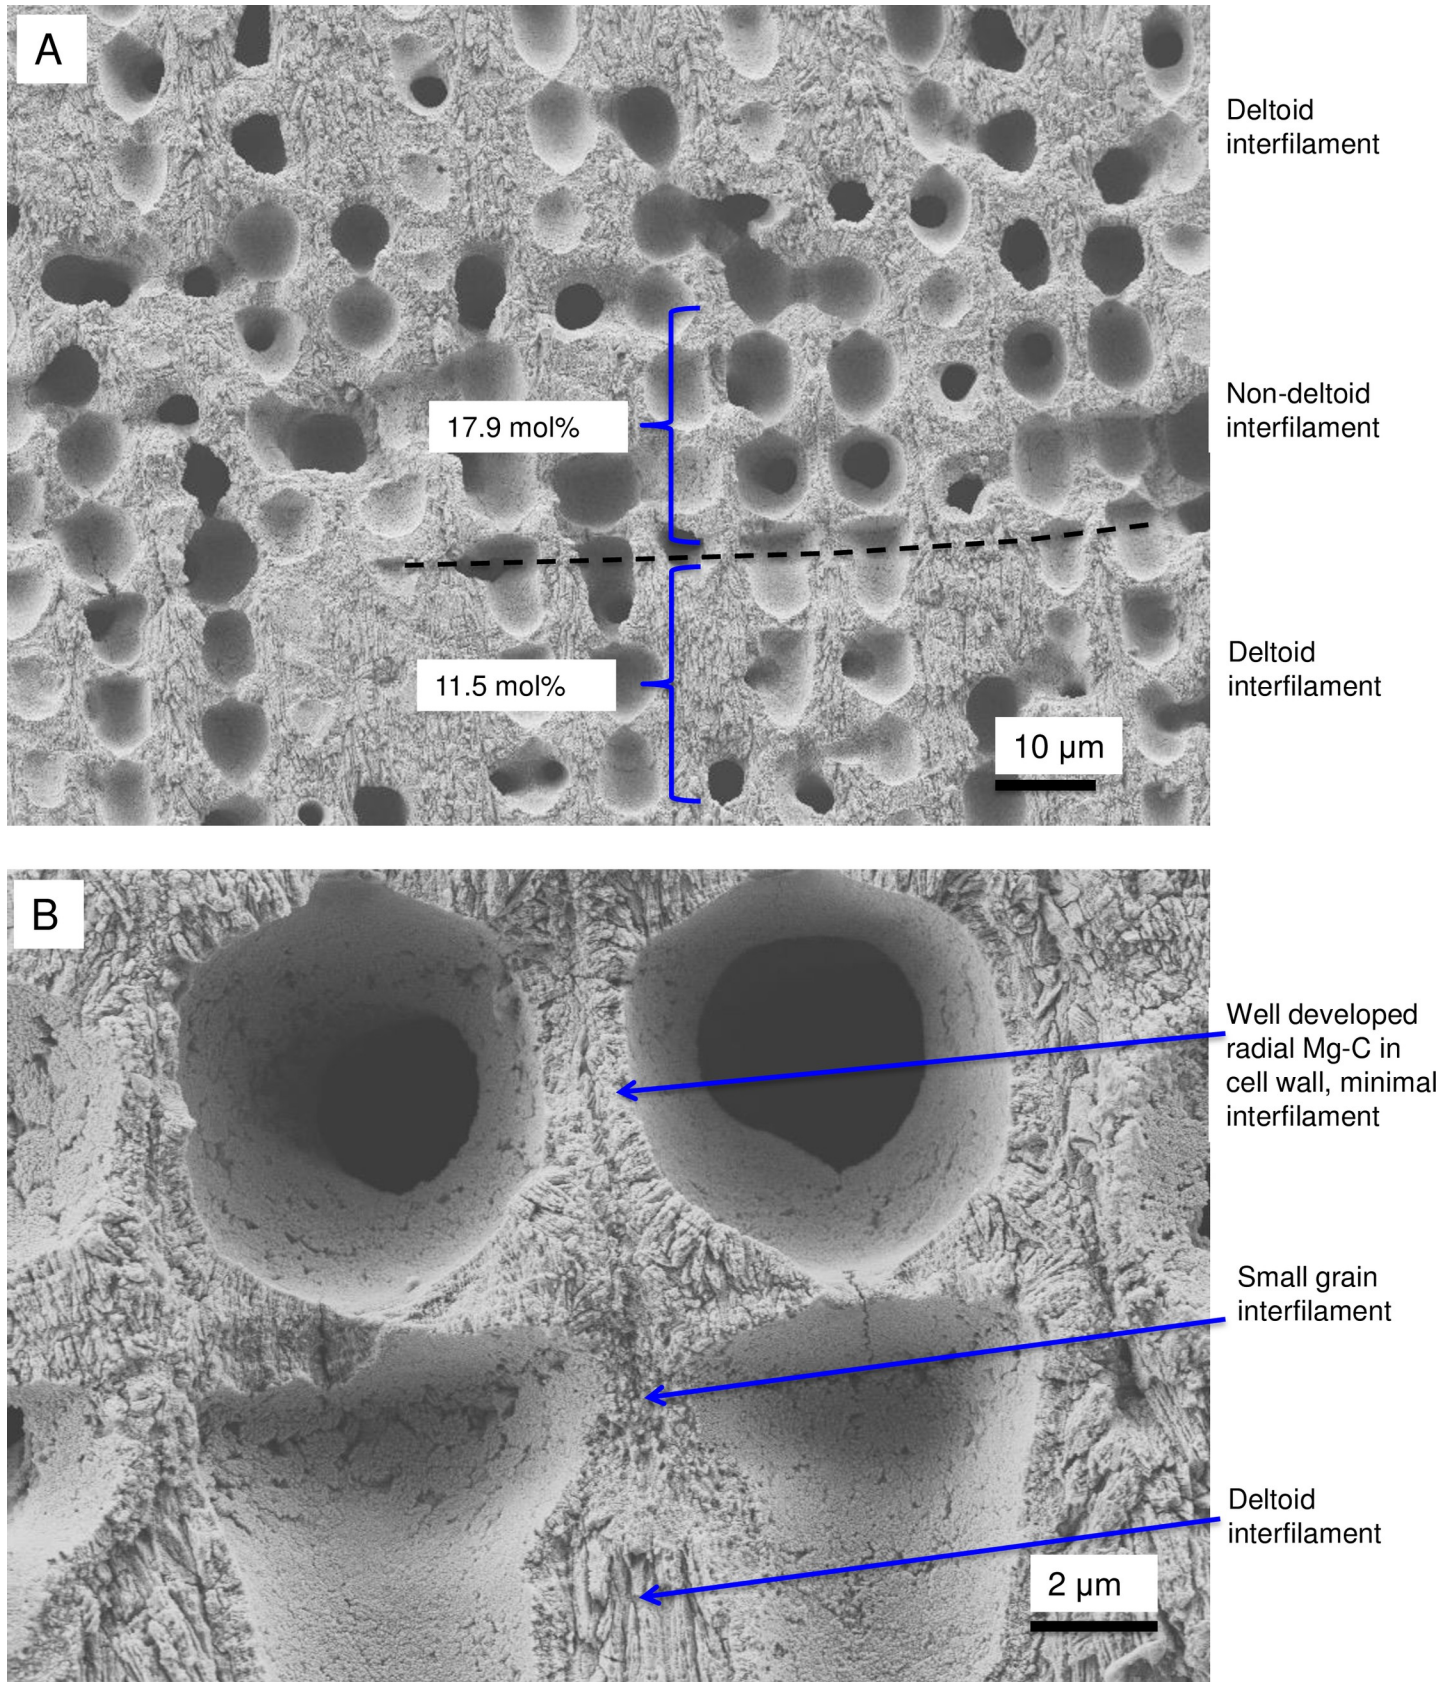 A
Deltoid
interfilament
Non-deltoid
interfilament
17.9 mol%
Deltoid
interfilament
11.5 mol%
10 µm
B
Well developed
radial Mg-C in
cell wall, minimal
interfilament
Small grain
interfilament
Deltoid
interfilament
2 µm